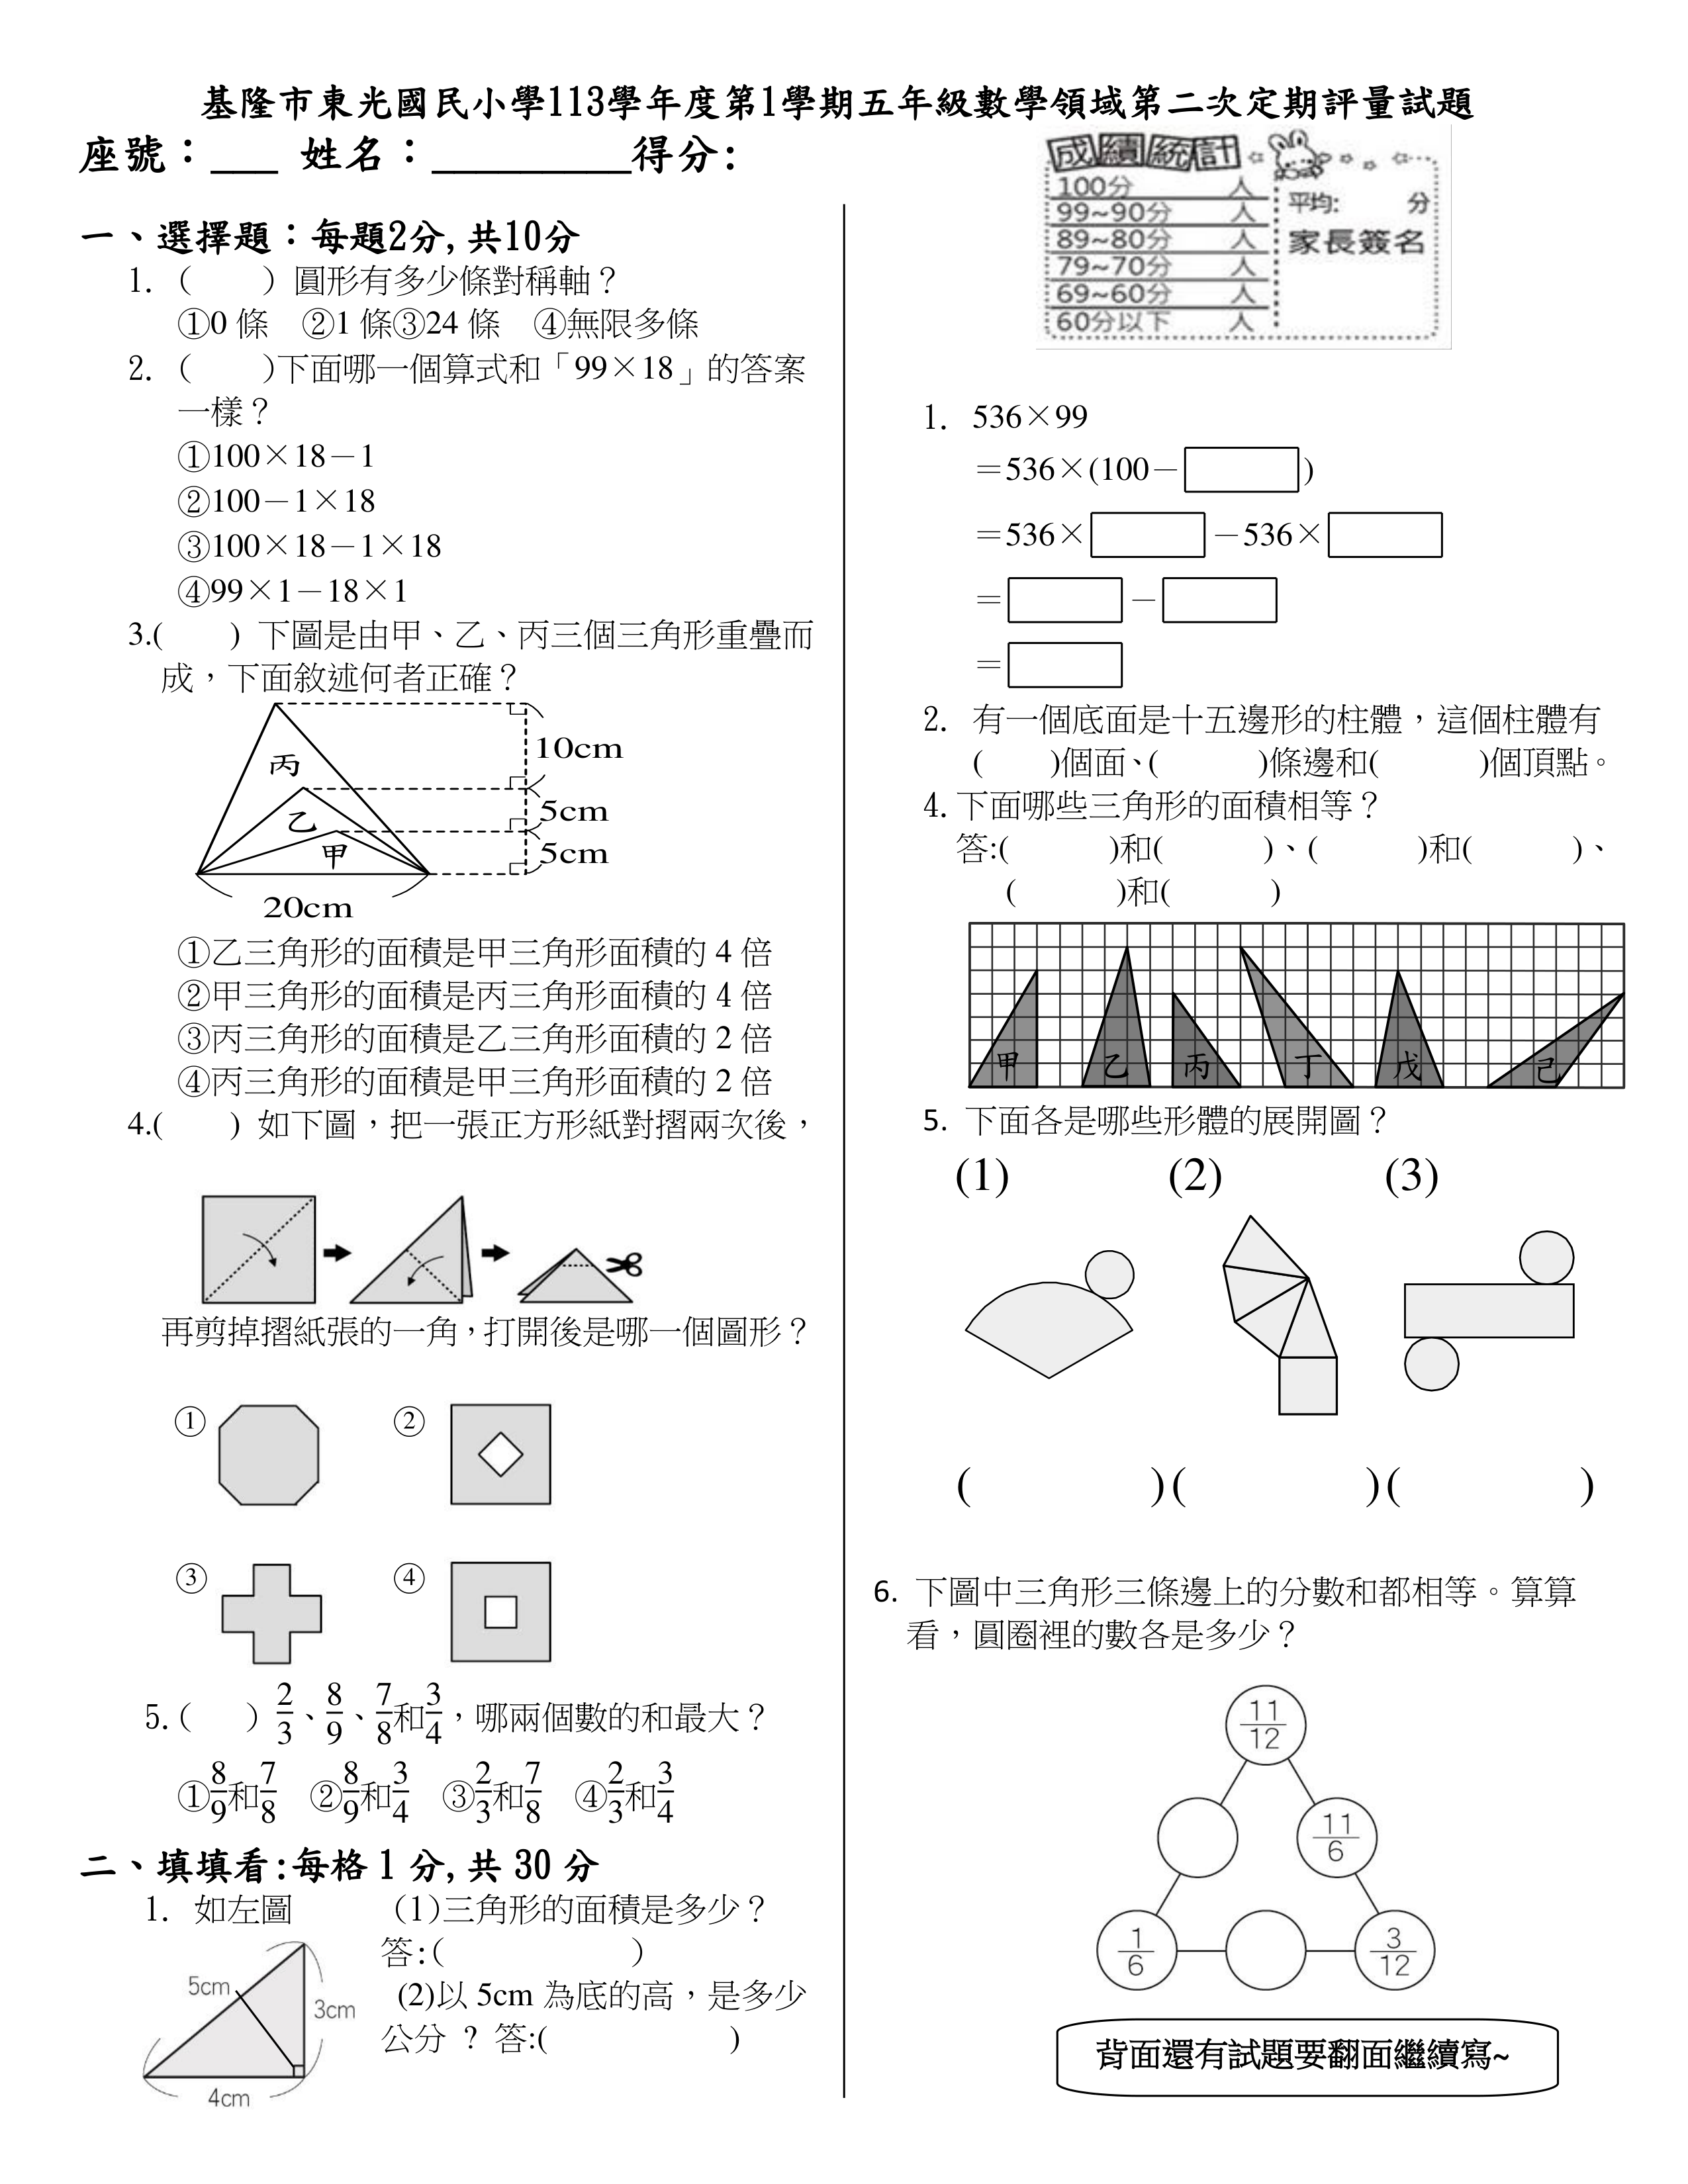 基隆市東光國民小學113學年度第1學期五年級數學領域第二次定期評量試題
座號：___ 姓名：_________得分:
成績統計
100分 人
99~90分 人
89~80分 人
79~70分 人
69~60分 人
60分以下 人
平均: 分
家長簽名
一、選擇題：每題2分,共10分
1. ( ) 圓形有多少條對稱軸？
①0 條 ②1 條③24 條 ④無限多條
2. ( )下面哪一個算式和「99×18」的答案
一樣？
①100×18－1
②100－1×18
③100×18－1×18
④99×1－18×1
3.( ) 下圖是由甲、乙、丙三個三角形重疊而
成，下面敘述何者正確？
丙
乙
甲
10cm
5cm
5cm
20cm
①乙三角形的面積是甲三角形面積的 4 倍
②甲三角形的面積是丙三角形面積的 4 倍
③丙三角形的面積是乙三角形面積的 2 倍
④丙三角形的面積是甲三角形面積的 2 倍
4.( ) 如下圖，把一張正方形紙對摺兩次後，
再剪掉摺紙張的一角，打開後是哪一個圖形？
① ②
③ ④
5.( ) 2/3、8/9、7/8和3/4，哪兩個數的和最大？
①8/9和7/8 ②8/9和3/4 ③2/3和7/8 ④2/3和3/4
二、填填看:每格 1 分,共 30 分
1. 如左圖 (1)三角形的面積是多少？
答:( )
(2)以 5cm 為底的高，是多少
公分 ? 答:( )
5cm
3cm
4cm
1. 536×99
＝536×(100－ )
＝536× －536×
＝ －
＝
2. 有一個底面是十五邊形的柱體，這個柱體有
( )個面、( )條邊和( )個頂點。
4. 下面哪些三角形的面積相等？
答:( )和( )、( )和( )、
( )和( )
甲 乙 丙 丁 戊 己
5. 下面各是哪些形體的展開圖？
(1) (2) (3)
( ) ( ) ( )
6. 下圖中三角形三條邊上的分數和都相等。算算
看，圓圈裡的數各是多少？
11/12
11/6
1/6 3/12
背面還有試題要翻面繼續寫~